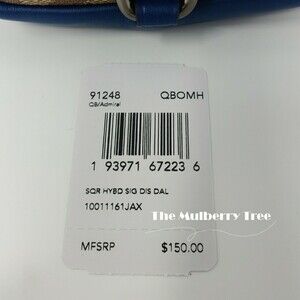 91248 QBOMH
QB/Admiral
1 93971 67223 6
SQR HYBD SIG DIS DAL
10011161JAX
The Mulberry Tree
MFSRP $150.00